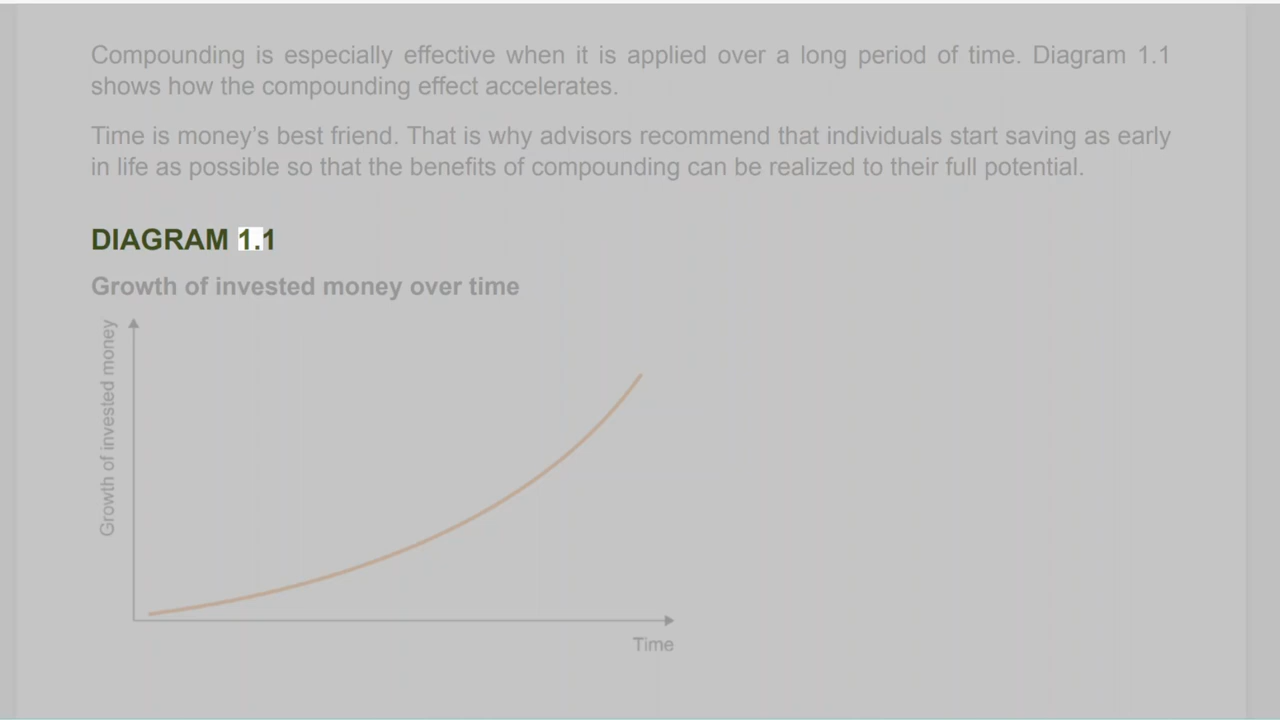 Compounding is especially effective when it is applied over a long period of time. Diagram 1.1
shows how the compounding effect accelerates.
Time is money’s best friend. That is why advisors recommend that individuals start saving as early
in life as possible so that the benefits of compounding can be realized to their full potential.
DIAGRAM 1.1
Growth of invested money over time
Growth of invested money
Time